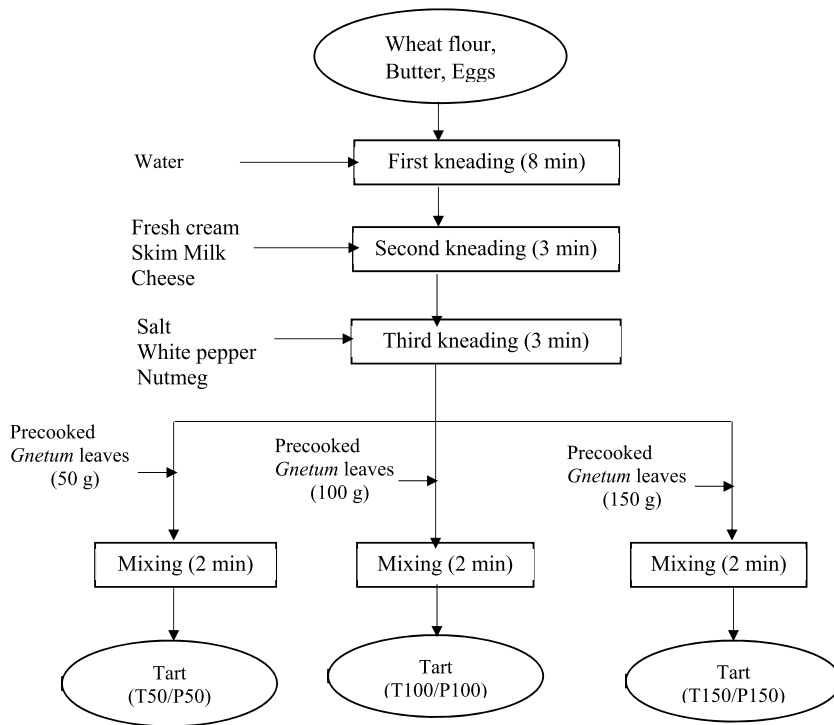 Wheat flour,
Butter, Eggs
Water
First kneading (8 min)
Fresh cream
Skim Milk
Cheese
Second kneading (3 min)
Salt
White pepper
Nutmeg
Third kneading (3 min)
Precooked
Gnetum leaves
(50 g)
Precooked
Gnetum leaves
(100 g)
Precooked
Gnetum leaves
(150 g)
Mixing (2 min)
Mixing (2 min)
Mixing (2 min)
Tart
(T50/P50)
Tart
(T100/P100)
Tart
(T150/P150)